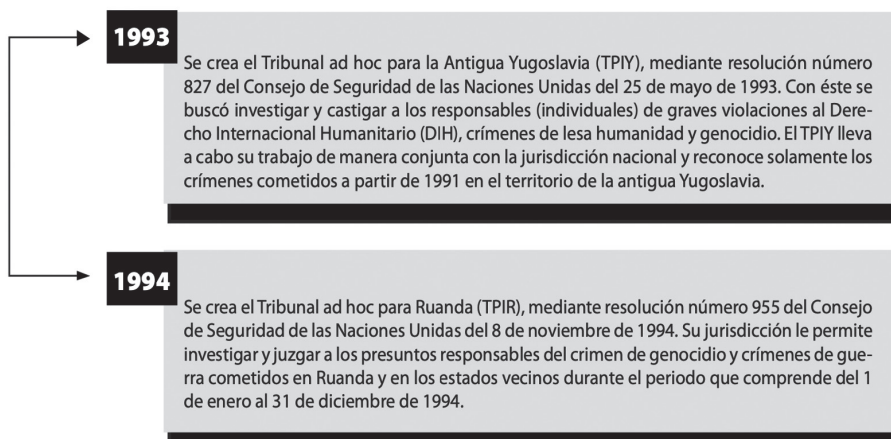 1993
Se crea el Tribunal ad hoc para la Antigua Yugoslavia (TPIY), mediante resolución número
827 del Consejo de Seguridad de las Naciones Unidas del 25 de mayo de 1993. Con éste se
buscó investigar y castigar a los responsables (individuales) de graves violaciones al Dere-
cho Internacional Humanitario (DIH), crímenes de lesa humanidad y genocidio. El TPIY lleva
a cabo su trabajo de manera conjunta con la jurisdicción nacional y reconoce solamente los
crímenes cometidos a partir de 1991 en el territorio de la antigua Yugoslavia.
1994
Se crea el Tribunal ad hoc para Ruanda (TPIR), mediante resolución número 955 del Consejo
de Seguridad de las Naciones Unidas del 8 de noviembre de 1994. Su jurisdicción le permite
investigar y juzgar a los presuntos responsables del crimen de genocidio y crímenes de gue-
rra cometidos en Ruanda y en los estados vecinos durante el periodo que comprende del 1
de enero al 31 de diciembre de 1994.